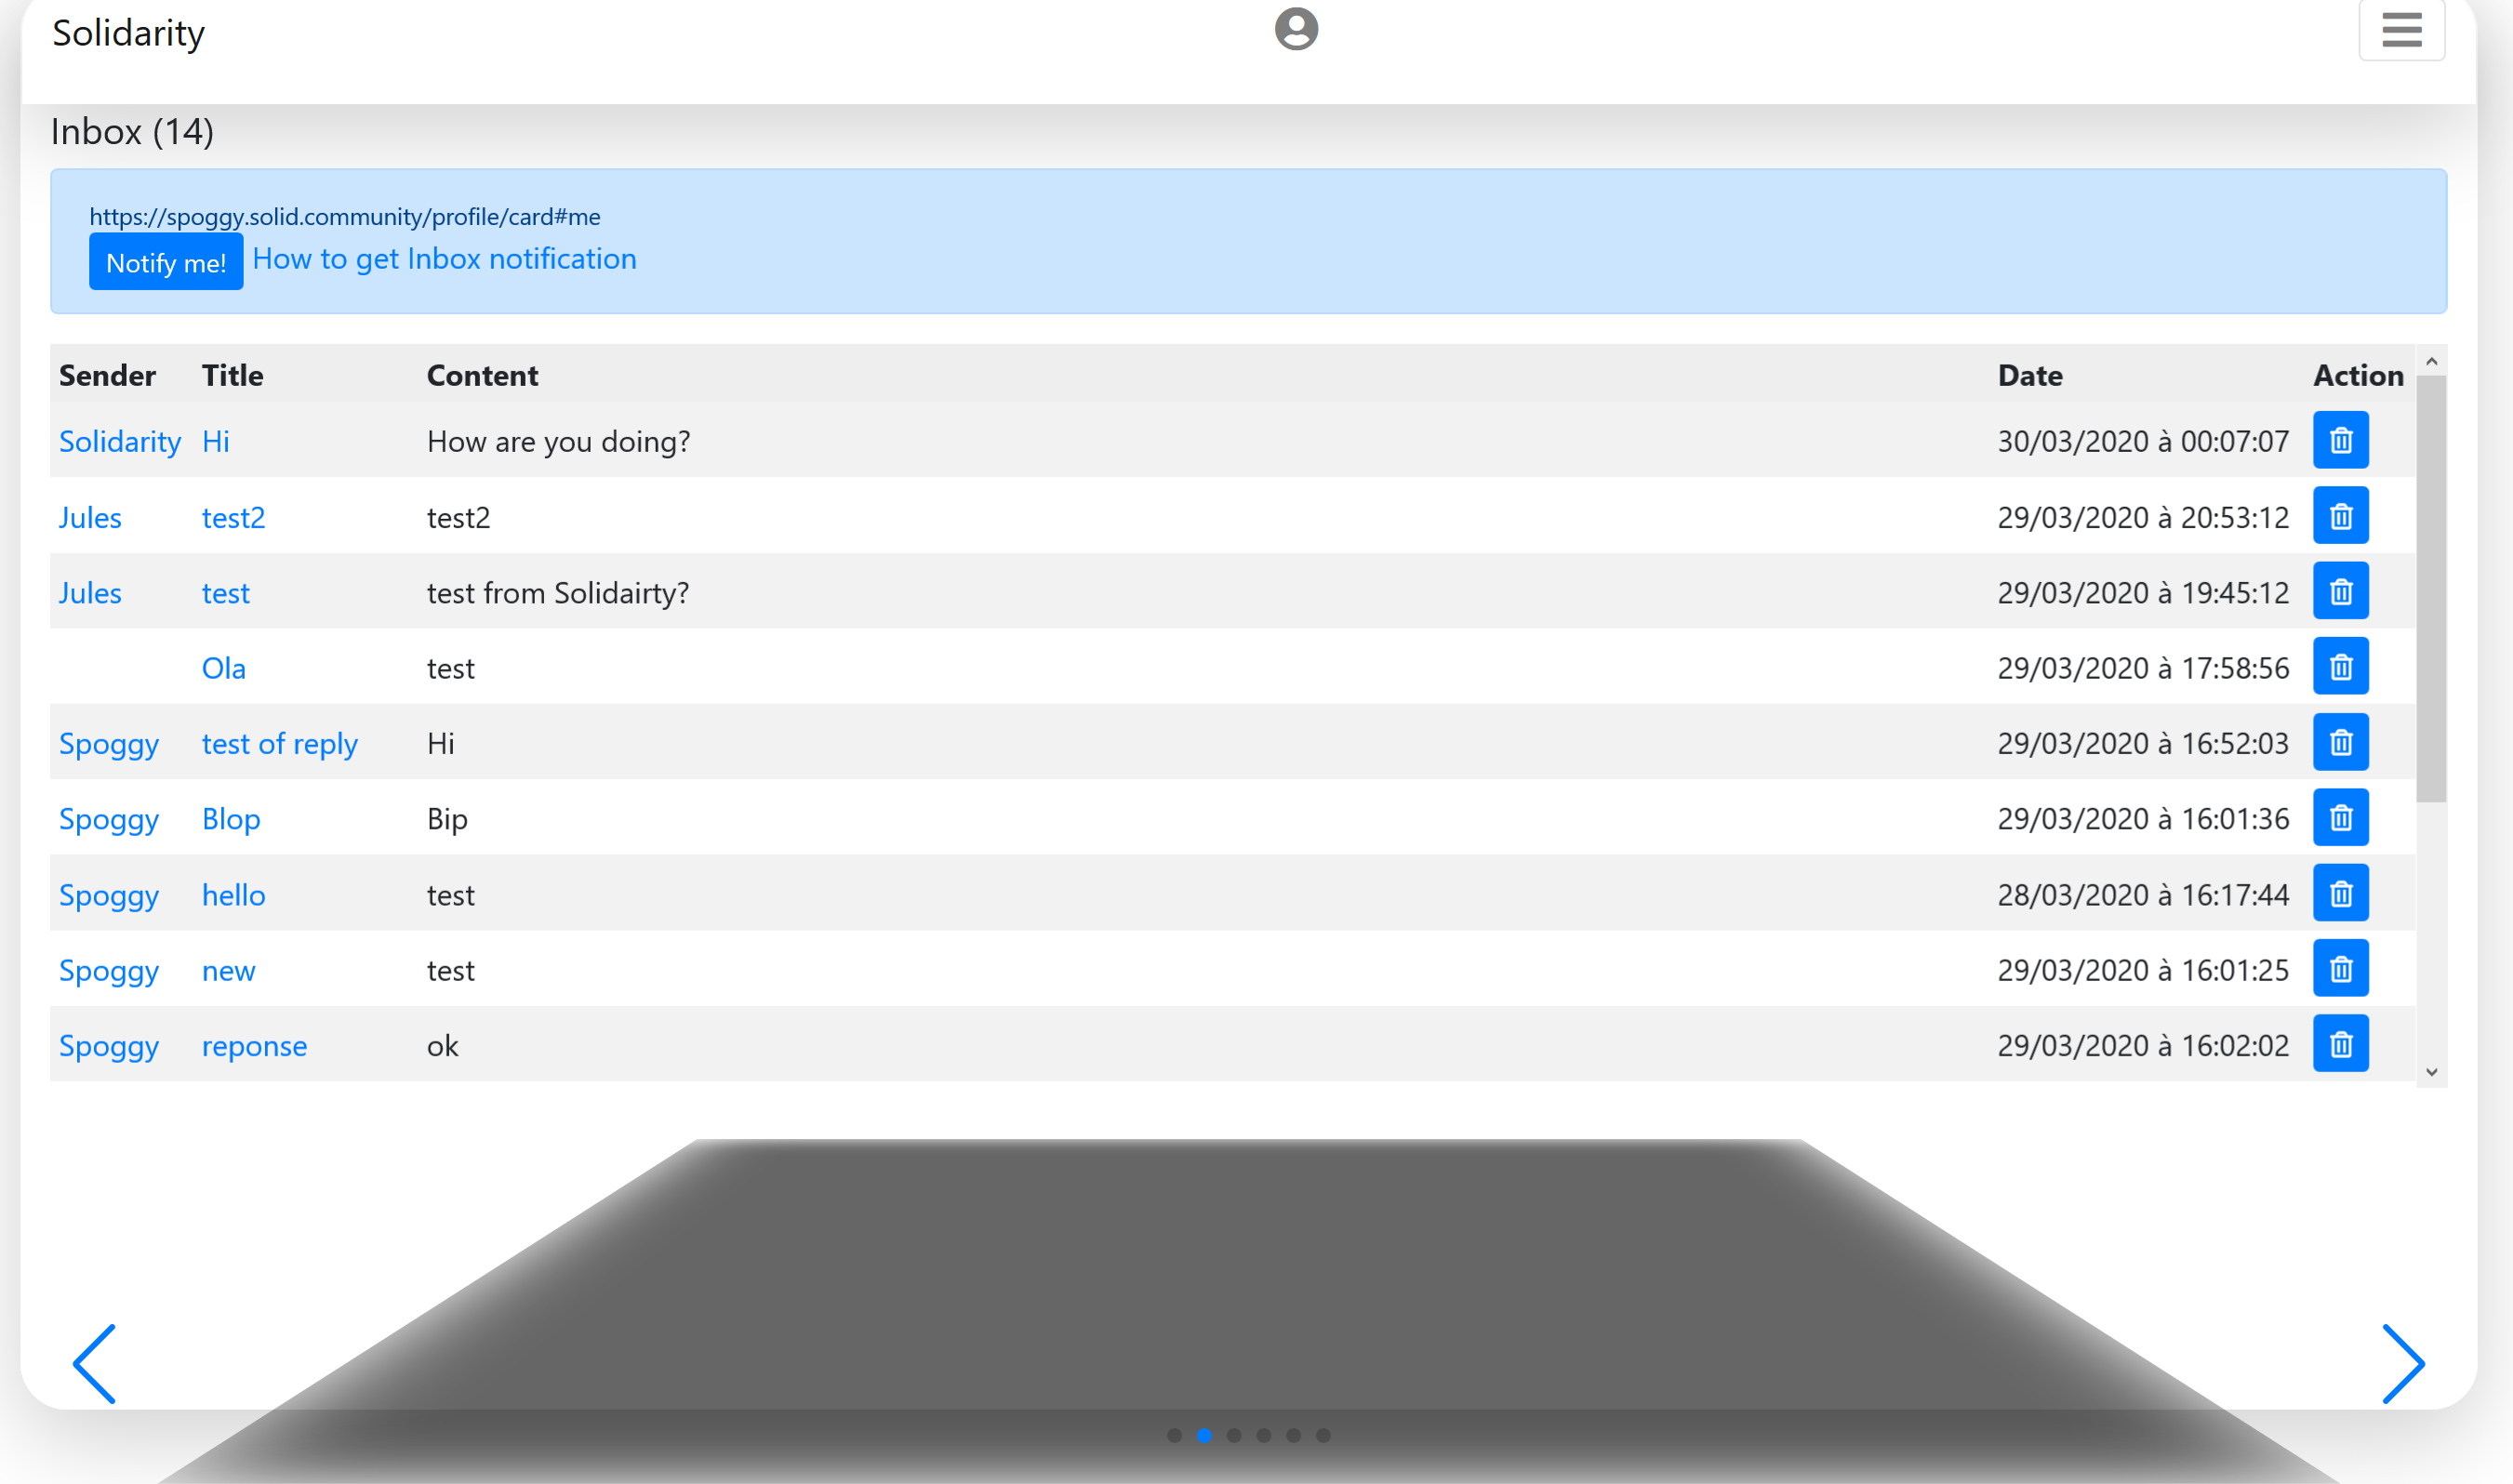 Solidarity
Inbox (14)
https://spoggy.solid.community/profile/card#me
Notify me! How to get Inbox notification
Sender Title Content Date Action
Solidarity Hi How are you doing? 30/03/2020 à 00:07:07
Jules test2 test2 29/03/2020 à 20:53:12
Jules test test from Solidairty? 29/03/2020 à 19:45:12
Ola test 29/03/2020 à 17:58:56
Spoggy test of reply Hi 29/03/2020 à 16:52:03
Spoggy Blop Bip 29/03/2020 à 16:01:36
Spoggy hello test 28/03/2020 à 16:17:44
Spoggy new test 29/03/2020 à 16:01:25
Spoggy reponse ok 29/03/2020 à 16:02:02